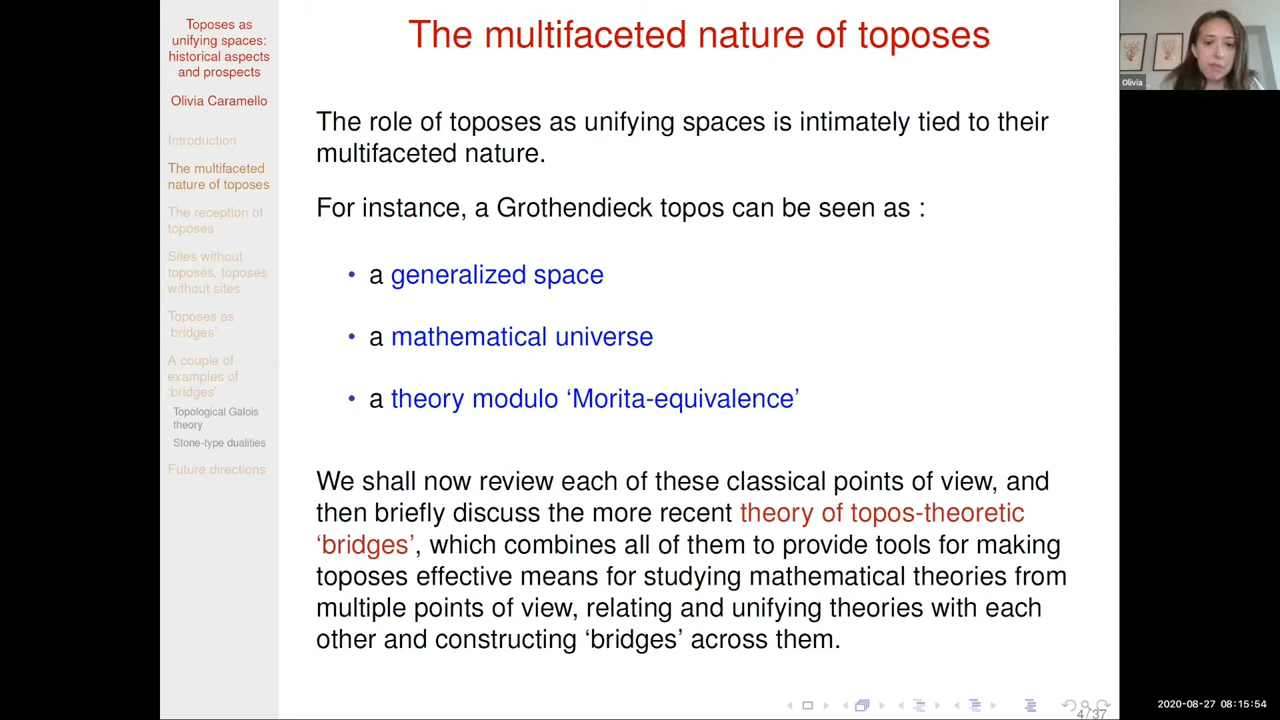 Toposes as
unifying spaces:
historical aspects
and prospects
Olivia Caramello
Introduction
The multifaceted
nature of toposes
The reception of
toposes
Sites without
toposes, toposes
without sites
Toposes as
‘bridges’
A couple of
examples of
‘bridges’
Topological Galois
theory
Stone-type dualities
Future directions
The multifaceted nature of toposes
The role of toposes as unifying spaces is intimately tied to their
multifaceted nature.
For instance, a Grothendieck topos can be seen as :
• a generalized space
• a mathematical universe
• a theory modulo ‘Morita-equivalence’
We shall now review each of these classical points of view, and
then briefly discuss the more recent theory of topos-theoretic
‘bridges’, which combines all of them to provide tools for making
toposes effective means for studying mathematical theories from
multiple points of view, relating and unifying theories with each
other and constructing ‘bridges’ across them.
4/37
Olivia
2020-08-27 08:15:54